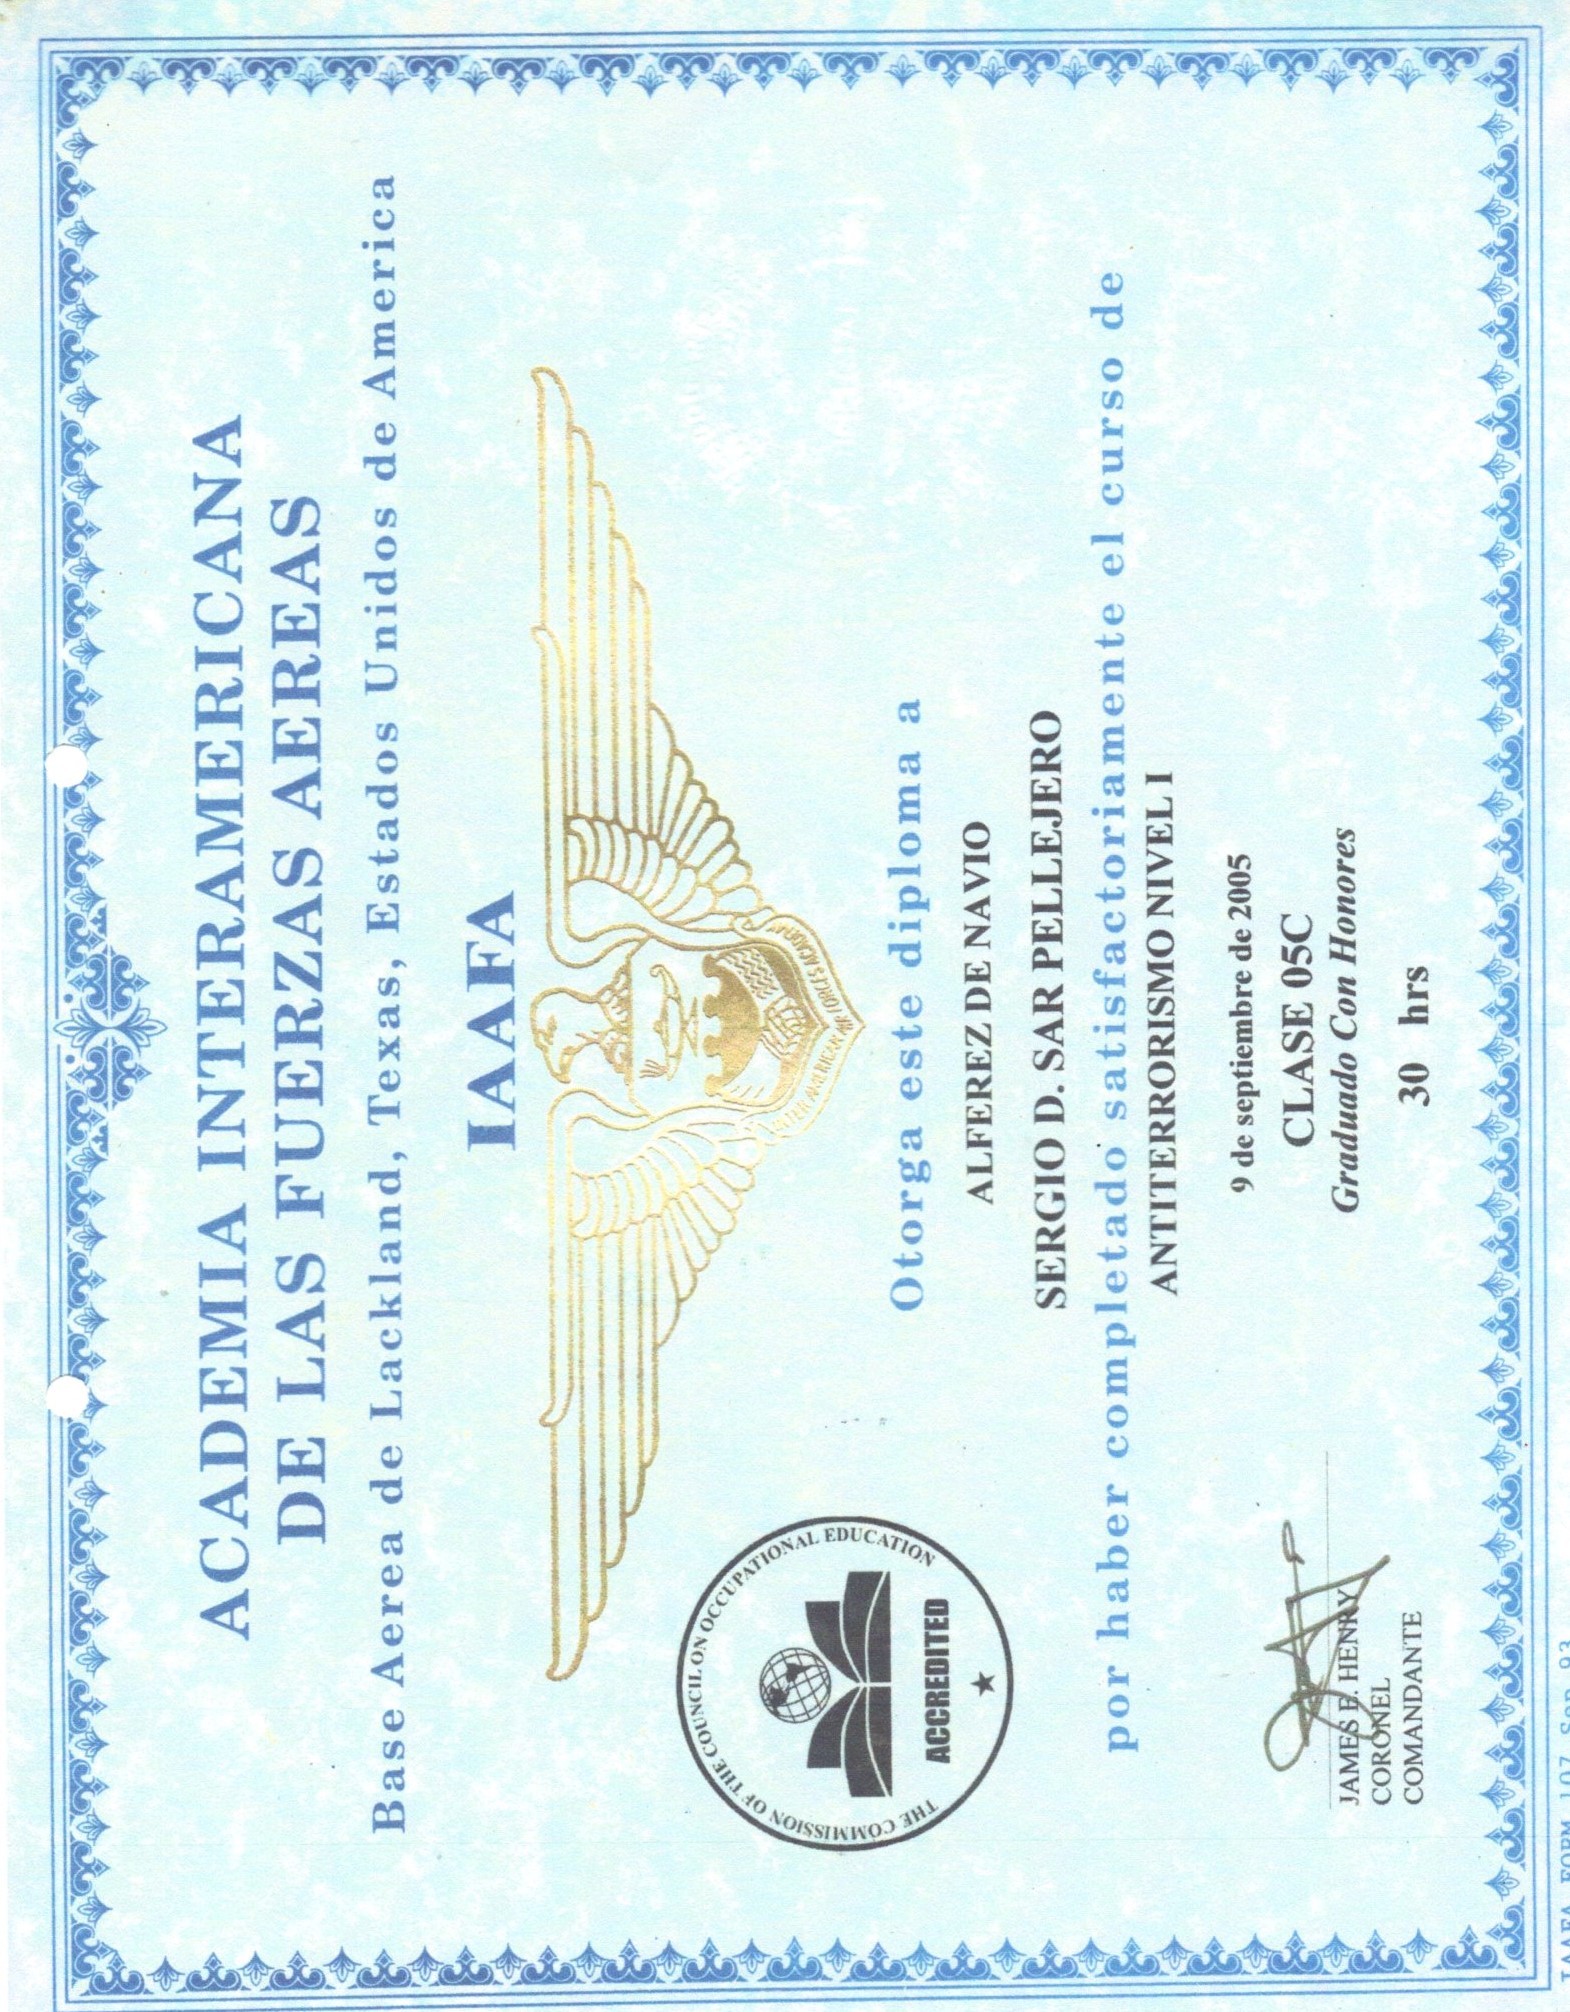 ACADEMIA INTERAMERICANA
DE LAS FUERZAS AEREAS
Base Aerea de Lackland, Texas, Estados Unidos de America
IAAFA
INTER-AMERICAN AIR FORCES ACADEMY
THE COMMISSION OF THE COUNCIL ON OCCUPATIONAL EDUCATION
ACCREDITED
Otorga este diploma a
ALFEREZ DE NAVIO
SERGIO D. SAR PELLEJERO
por haber completado satisfactoriamente el curso de
ANTITERRORISMO NIVEL I
9 de septiembre de 2005
CLASE 05C
Graduado Con Honores
30 hrs
JAMES E. HENRY
CORONEL
COMANDANTE
IAAFA FORM 107 Sep 93